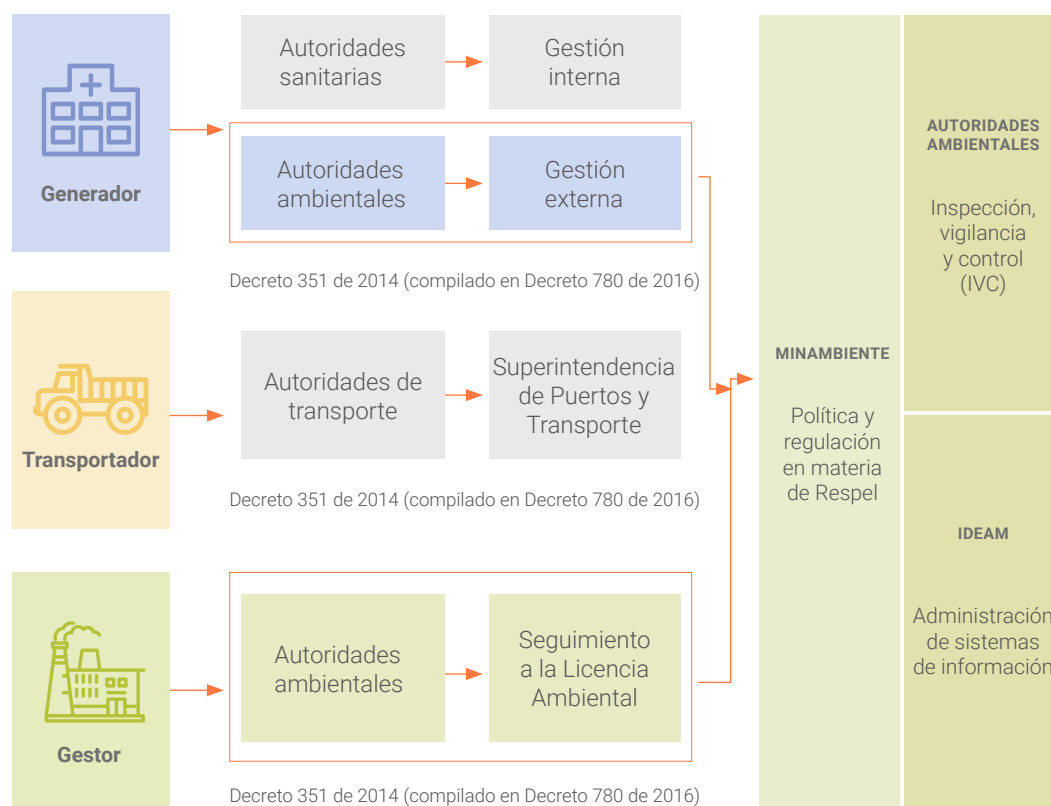 Generador
Autoridades
sanitarias
Gestión
interna
Autoridades
ambientales
Gestión
externa
Decreto 351 de 2014 (compilado en Decreto 780 de 2016)
Transportador
Autoridades de
transporte
Superintendencia
de Puertos y
Transporte
Decreto 351 de 2014 (compilado en Decreto 780 de 2016)
Gestor
Autoridades
ambientales
Seguimiento
a la Licencia
Ambiental
Decreto 351 de 2014 (compilado en Decreto 780 de 2016)
MINAMBIENTE
Política y
regulación
en materia
de Respel
AUTORIDADES
AMBIENTALES
Inspección,
vigilancia
y control
(IVC)
IDEAM
Administración
de sistemas
de información